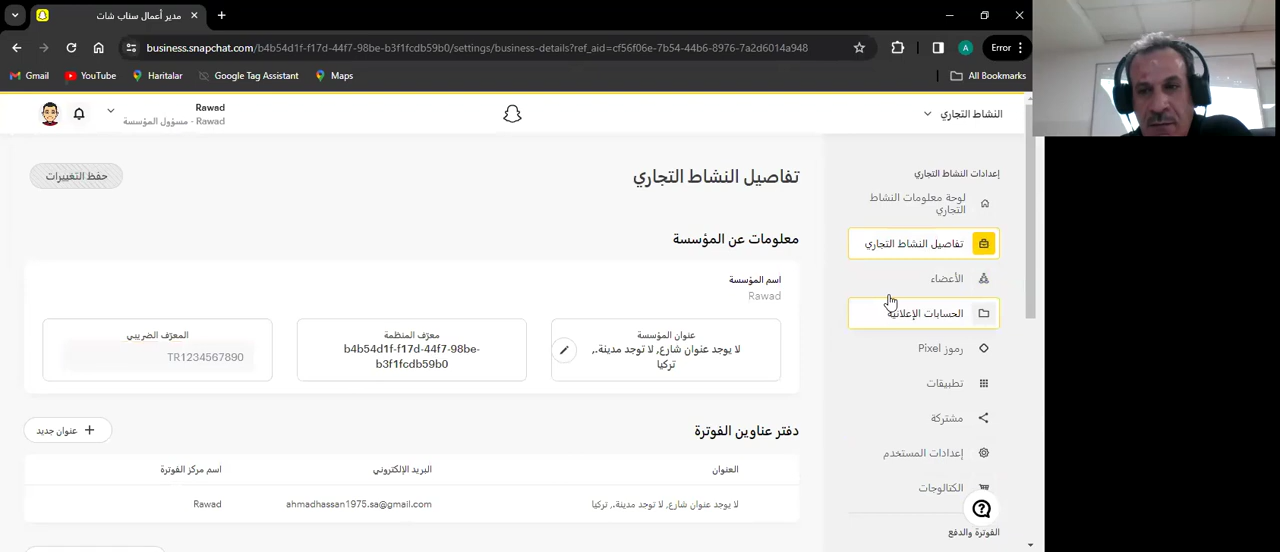 مدير أعمال سناب شات
business.snapchat.com/b4b54d1f-f17d-44f7-98be-b3f1fcdb59b0/settings/business-details?ref_aid=cf56f06e-7b54-44b6-8976-7a2d6014a948
A
Error
Gmail
YouTube
Haritalar
Google Tag Assistant
Maps
All Bookmarks
النشاط التجاري
Rawad
Rawad - مسؤول المؤسسة
إعدادات النشاط التجاري
لوحة معلومات النشاط
التجاري
تفاصيل النشاط التجاري
الأعضاء
الحسابات الإعلانية
رموز Pixel
تطبيقات
مشتركة
إعدادات المستخدم
الكتالوجات
الفوترة والدفع
تفاصيل النشاط التجاري
حفظ التغييرات
معلومات عن المؤسسة
اسم المؤسسة
Rawad
عنوان المؤسسة
لا يوجد عنوان شارع, لا توجد مدينة.,
تركيا
معرّف المنظمة
b4b54d1f-f17d-44f7-98be-
b3f1fcdb59b0
المعرّف الضريبي
TR1234567890
دفتر عناوين الفوترة
عنوان جديد
العنوان
البريد الإلكتروني
اسم مركز الفوترة
لا يوجد عنوان شارع, لا توجد مدينة., تركيا
ahmadhassan1975.sa@gmail.com
Rawad